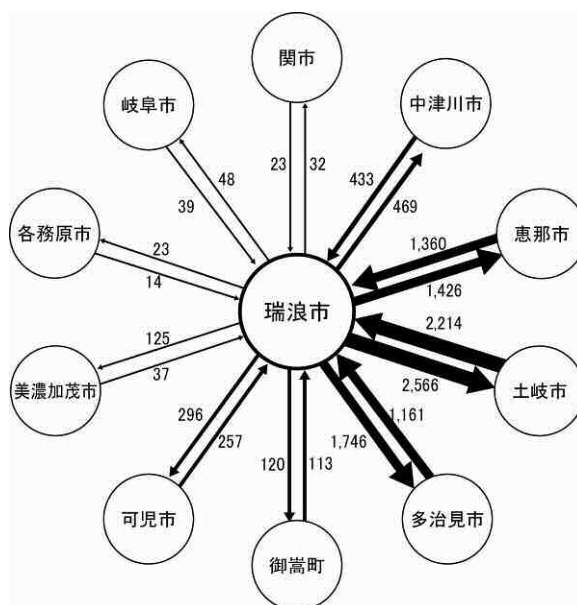 関市
岐阜市
中津川市
23
32
48
39
433
469
各務原市
恵那市
23
14
1,360
1,426
瑞浪市
2,214
125
37
2,566
美濃加茂市
土岐市
296
257
1,161
1,746
120
113
可児市
多治見市
御嵩町